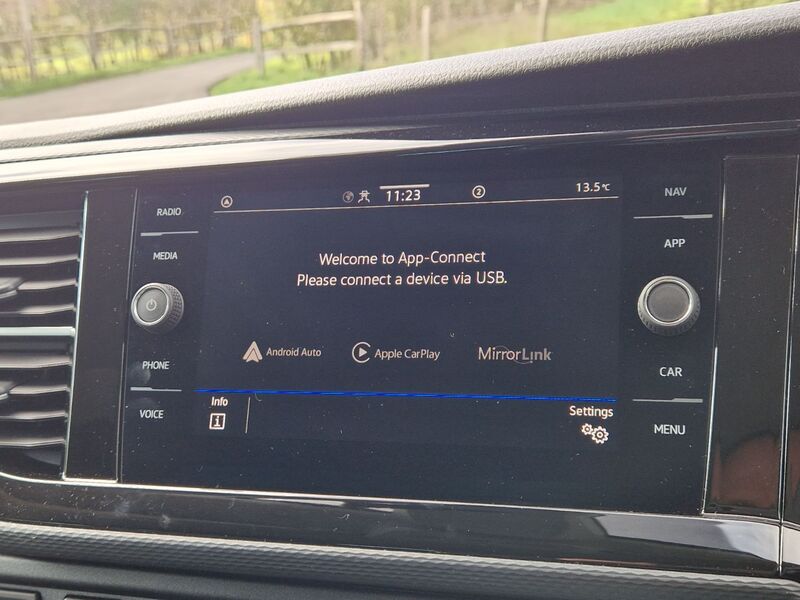 11:23
2
13.5°C
RADIO
MEDIA
PHONE
VOICE
Welcome to App-Connect
Please connect a device via USB.
Android Auto
Apple CarPlay
MirrorLink
Info
i
Settings
NAV
APP
CAR
MENU